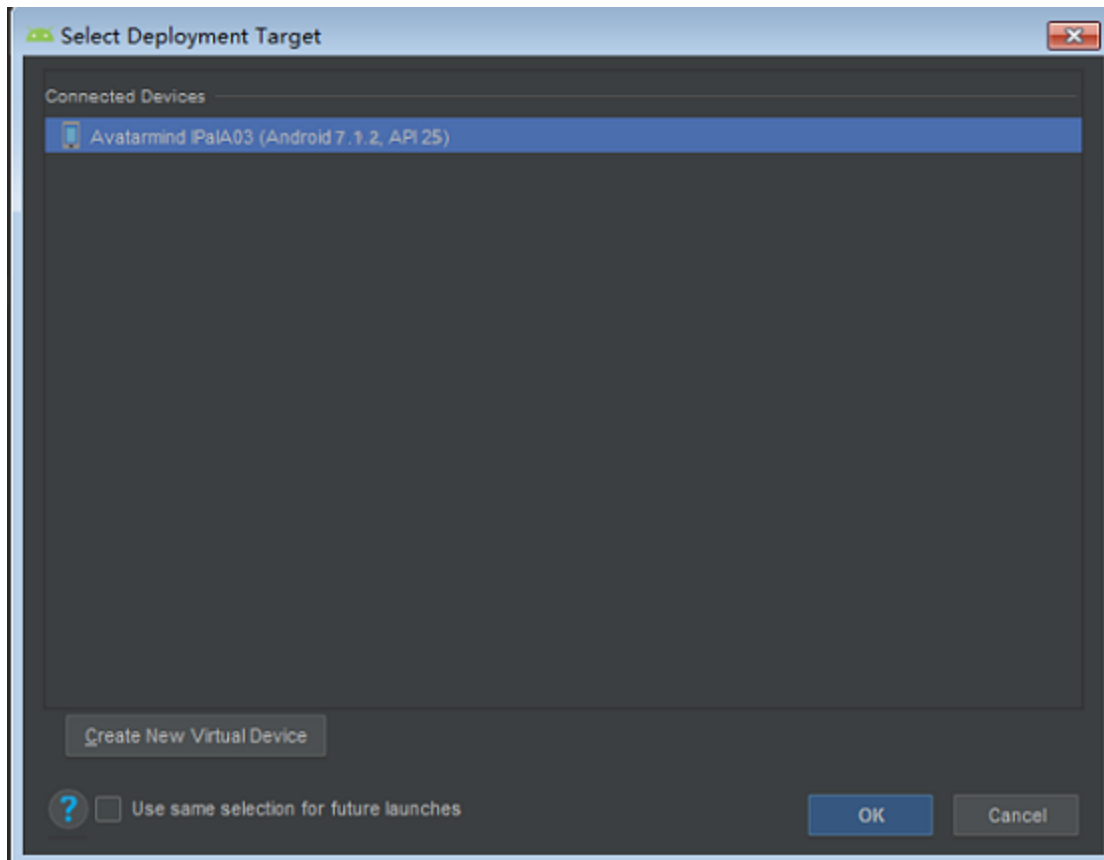 Select Deployment Target
Connected Devices
Avatarmind IPalA03 (Android 7.1.2, API 25)
Create New Virtual Device
? Use same selection for future launches
OK Cancel